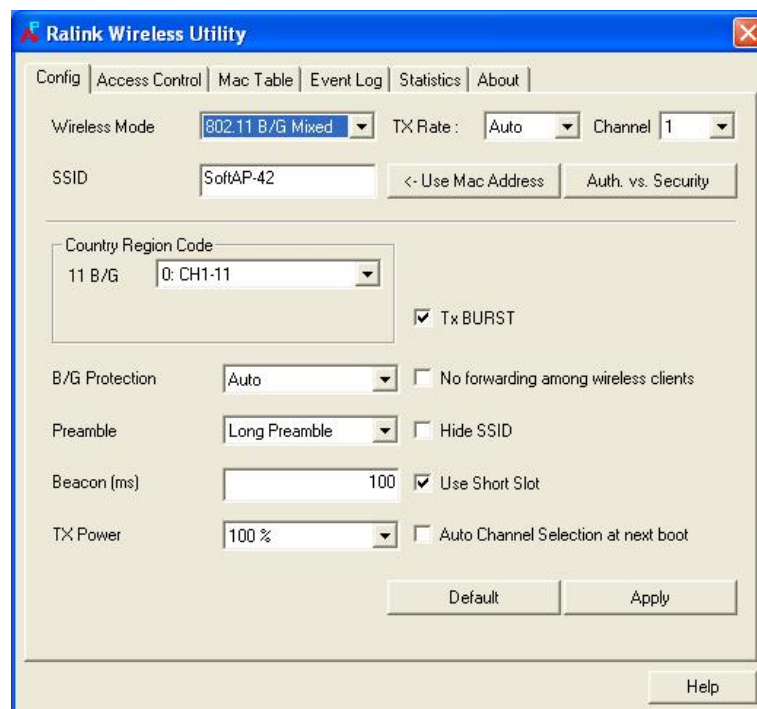 Ralink Wireless Utility
Config Access Control Mac Table Event Log Statistics About
Wireless Mode 802.11 B/G Mixed TX Rate : Auto Channel 1
SSID SoftAP-42 <- Use Mac Address Auth. vs. Security
Country Region Code
11 B/G 0: CH1-11
Tx BURST
B/G Protection Auto No forwarding among wireless clients
Preamble Long Preamble Hide SSID
Beacon (ms) 100 Use Short Slot
TX Power 100 % Auto Channel Selection at next boot
Default Apply
Help